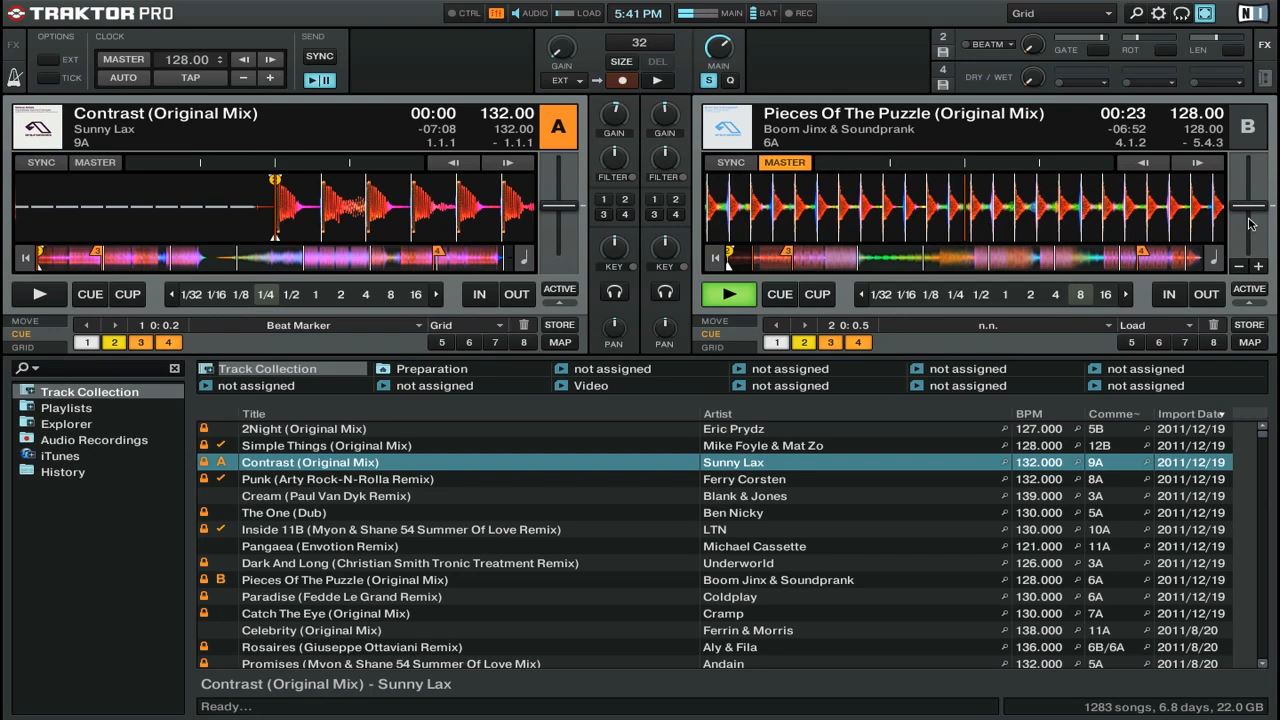 TRAKTOR PRO CTRL AUDIO LOAD 5:41 PM MAIN BAT REC Grid
FX OPTIONS CLOCK SEND GAIN 32 MAIN 2 BEATM GATE ROT LEN FX
EXT MASTER 128.00 SYNC SIZE DEL 4
TICK AUTO TAP EXT S Q DRY / WET
Contrast (Original Mix) 00:00 132.00 A
Sunny Lax -07:08 132.00
9A 1.1.1 - 1.1.1
GAIN GAIN
Pieces Of The Puzzle (Original Mix) 00:23 128.00 B
Boom Jinx & Soundprank -06:52 128.00
6A 4.1.2 - 5.4.3
SYNC MASTER FILTER FILTER SYNC MASTER
1 2 1 2
3 4 3 4
3 4 KEY KEY 3 4
CUE CUP 1/32 1/16 1/8 1/4 1/2 1 2 4 8 16 IN OUT ACTIVE
CUE CUP 1/32 1/16 1/8 1/4 1/2 1 2 4 8 16 IN OUT ACTIVE
MOVE
CUE 1 0:0.2 Beat Marker Grid STORE
GRID 1 2 3 4 5 6 7 8 MAP
PAN PAN
MOVE
CUE 2 0:0.5 n.n. Load STORE
GRID 1 2 3 4 5 6 7 8 MAP
Track Collection Preparation not assigned not assigned not assigned not assigned
not assigned not assigned Video not assigned not assigned not assigned
Track Collection
Playlists
Explorer
Audio Recordings
iTunes
History
Title Artist BPM Comme~ Import Date
2Night (Original Mix) Eric Prydz 127.000 5B 2011/12/19
Simple Things (Original Mix) Mike Foyle & Mat Zo 128.000 12B 2011/12/19
A Contrast (Original Mix) Sunny Lax 132.000 9A 2011/12/19
Punk (Arty Rock-N-Rolla Remix) Ferry Corsten 132.000 8A 2011/12/19
Cream (Paul Van Dyk Remix) Blank & Jones 139.000 3A 2011/12/19
The One (Dub) Ben Nicky 130.000 5A 2011/12/19
Inside 11B (Myon & Shane 54 Summer Of Love Remix) LTN 130.000 10A 2011/12/19
Pangaea (Envotion Remix) Michael Cassette 121.000 11A 2011/12/19
Dark And Long (Christian Smith Tronic Treatment Remix) Underworld 126.000 3A 2011/12/19
B Pieces Of The Puzzle (Original Mix) Boom Jinx & Soundprank 128.000 6A 2011/12/19
Paradise (Fedde Le Grand Remix) Coldplay 130.000 6A 2011/12/19
Catch The Eye (Original Mix) Cramp 130.000 7A 2011/12/19
Celebrity (Original Mix) Ferrin & Morris 138.000 11A 2011/8/20
Rosaires (Giuseppe Ottaviani Remix) Aly & Fila 136.000 6B/6A 2011/8/20
Promises (Myon & Shane 54 Summer Of Love Mix) Andain 132.000 5A 2011/8/20
Contrast (Original Mix) - Sunny Lax
Ready... 1283 songs, 6.8 days, 22.0 GB